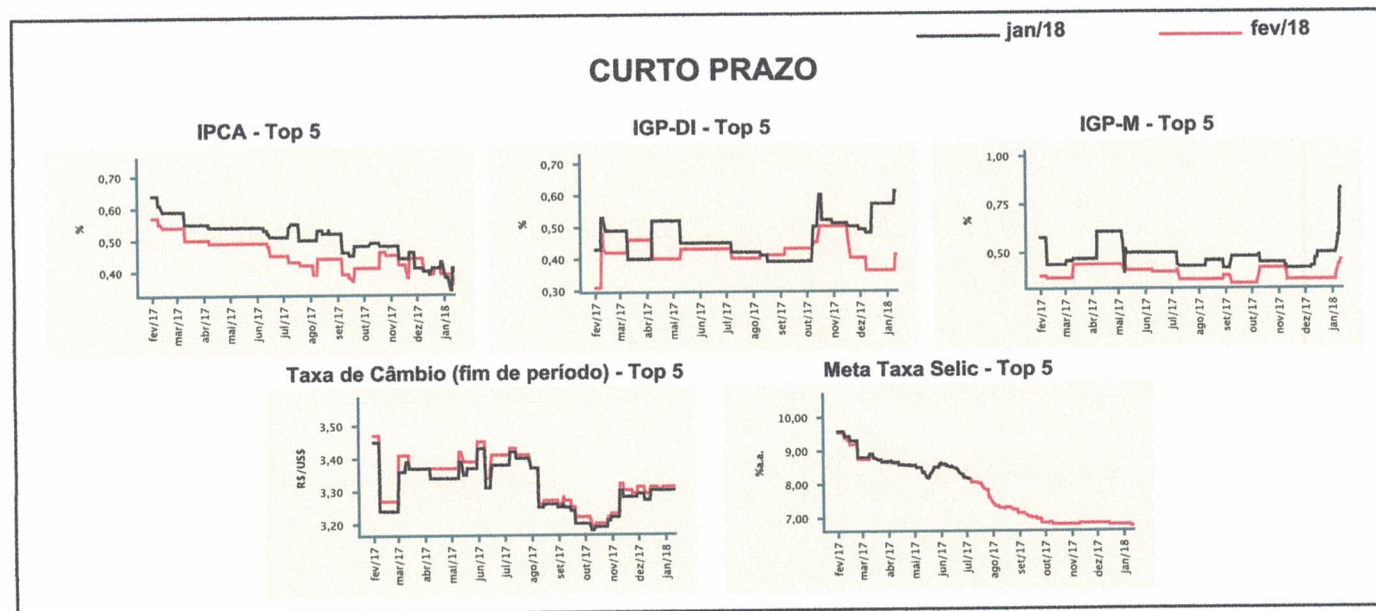 jan/18 fev/18
CURTO PRAZO
IPCA - Top 5
%
0,70
0,60
0,50
0,40
fev/17 mar/17 abr/17 mai/17 jun/17 jul/17 ago/17 set/17 out/17 nov/17 dez/17 jan/18
IGP-DI - Top 5
0,70
0,60
0,50
0,40
0,30
fev/17 mar/17 abr/17 mai/17 jun/17 jul/17 ago/17 set/17 out/17 nov/17 dez/17 jan/18
IGP-M - Top 5
%
1,00
0,75
0,50
fev/17 mar/17 abr/17 mai/17 jun/17 jul/17 ago/17 set/17 out/17 nov/17 dez/17 jan/18
Taxa de Câmbio (fim de período) - Top 5
R$/US$
3,50
3,40
3,30
3,20
fev/17 mar/17 abr/17 mai/17 jun/17 jul/17 ago/17 set/17 out/17 nov/17 dez/17 jan/18
Meta Taxa Selic - Top 5
%a.a.
10,00
9,00
8,00
7,00
fev/17 mar/17 abr/17 mai/17 jun/17 jul/17 ago/17 set/17 out/17 nov/17 dez/17 jan/18